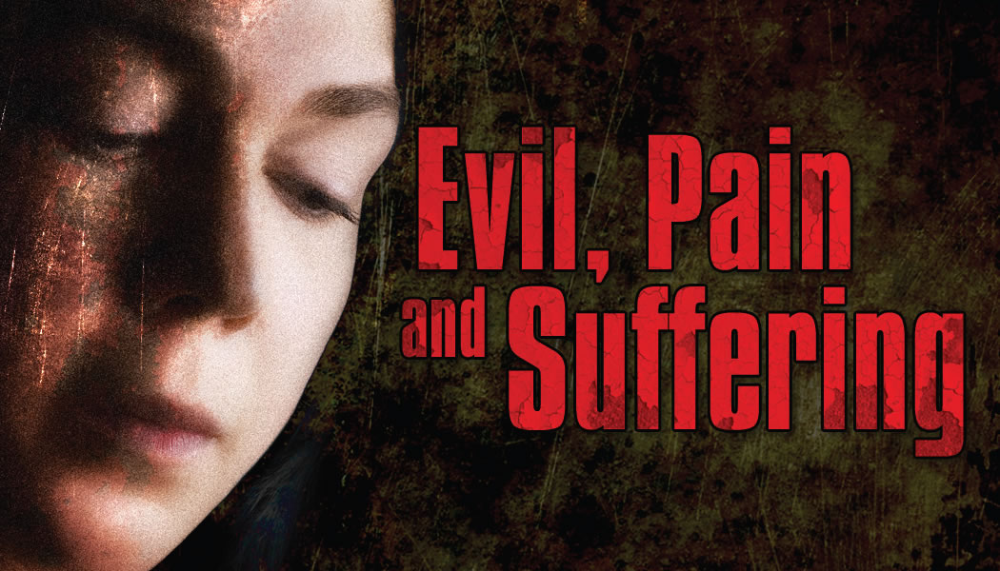 Evil, Pain
and Suffering